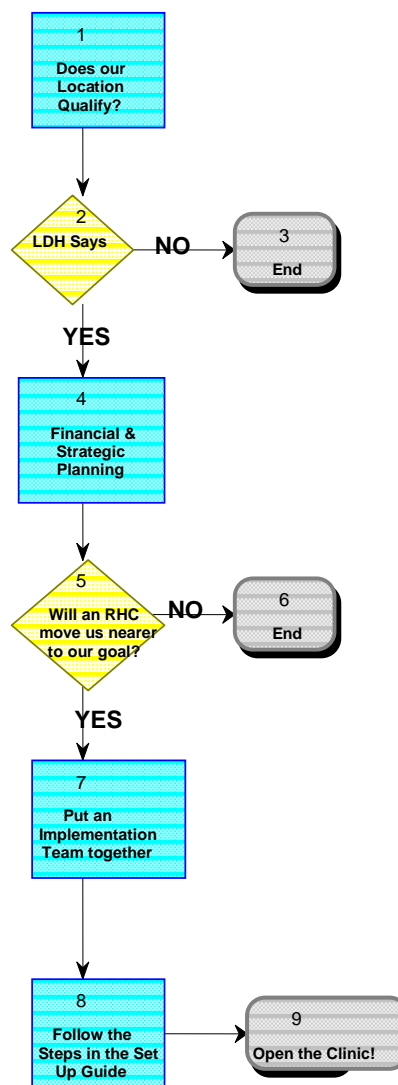 1
Does our
Location
Qualify?
2
LDH Says
NO
3
End
YES
4
Financial &
Strategic
Planning
5
Will an RHC
move us nearer
to our goal?
NO
6
End
YES
7
Put an
Implementation
Team together
8
Follow the
Steps in the Set
Up Guide
9
Open the Clinic!